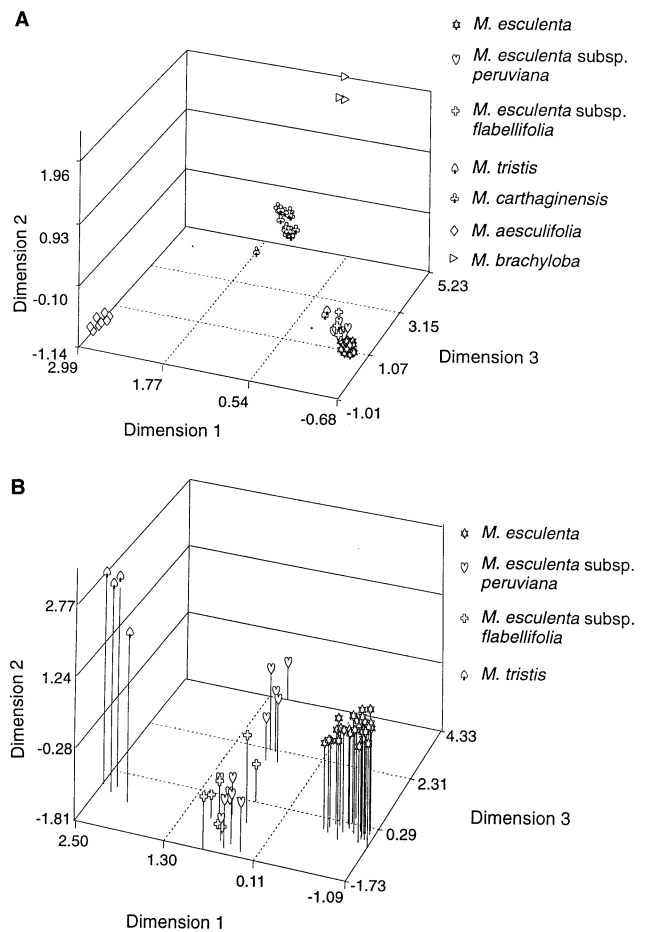 A
M. esculenta
M. esculenta subsp.
peruviana
M. esculenta subsp.
flabellifolia
M. tristis
M. carthaginensis
M. aesculifolia
M. brachyloba
Dimension 2
1.96
0.93
-0.10
-1.14
2.99
1.77
0.54
-0.68
Dimension 1
-1.01
1.07
3.15
5.23
Dimension 3
B
M. esculenta
M. esculenta subsp.
peruviana
M. esculenta subsp.
flabellifolia
M. tristis
Dimension 2
2.77
1.24
-0.28
-1.81
2.50
1.30
0.11
-1.09
Dimension 1
-1.73
0.29
2.31
4.33
Dimension 3